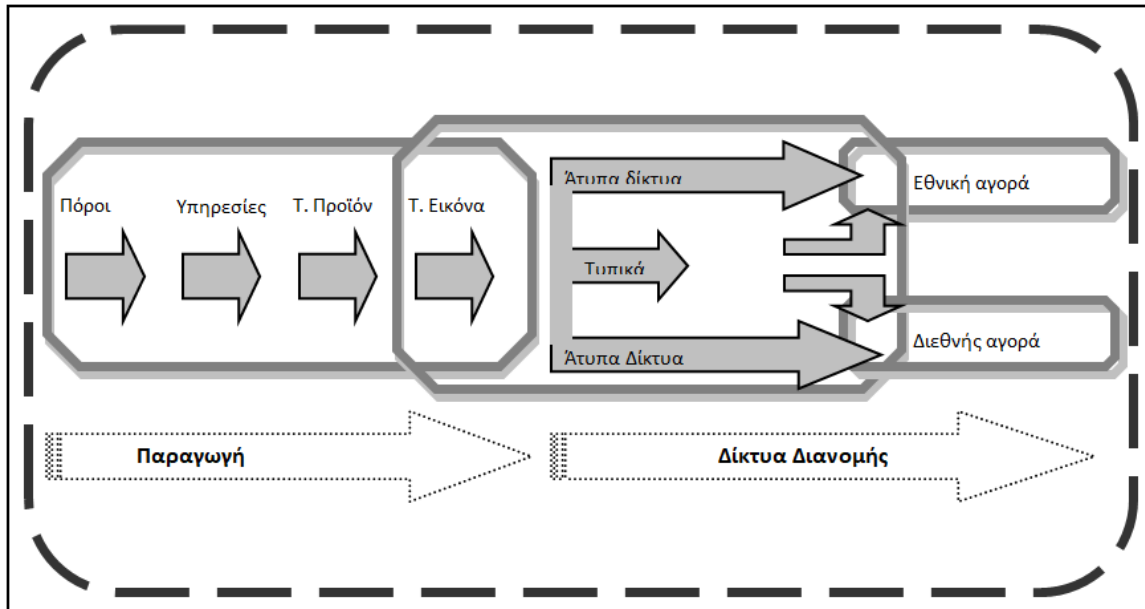 Άτυπα δίκτυα
Εθνική αγορά
Πόροι
Υπηρεσίες
Τ. Προϊόν
Τ. Εικόνα
Τυπικά
Άτυπα Δίκτυα
Διεθνής αγορά
Παραγωγή
Δίκτυα Διανομής